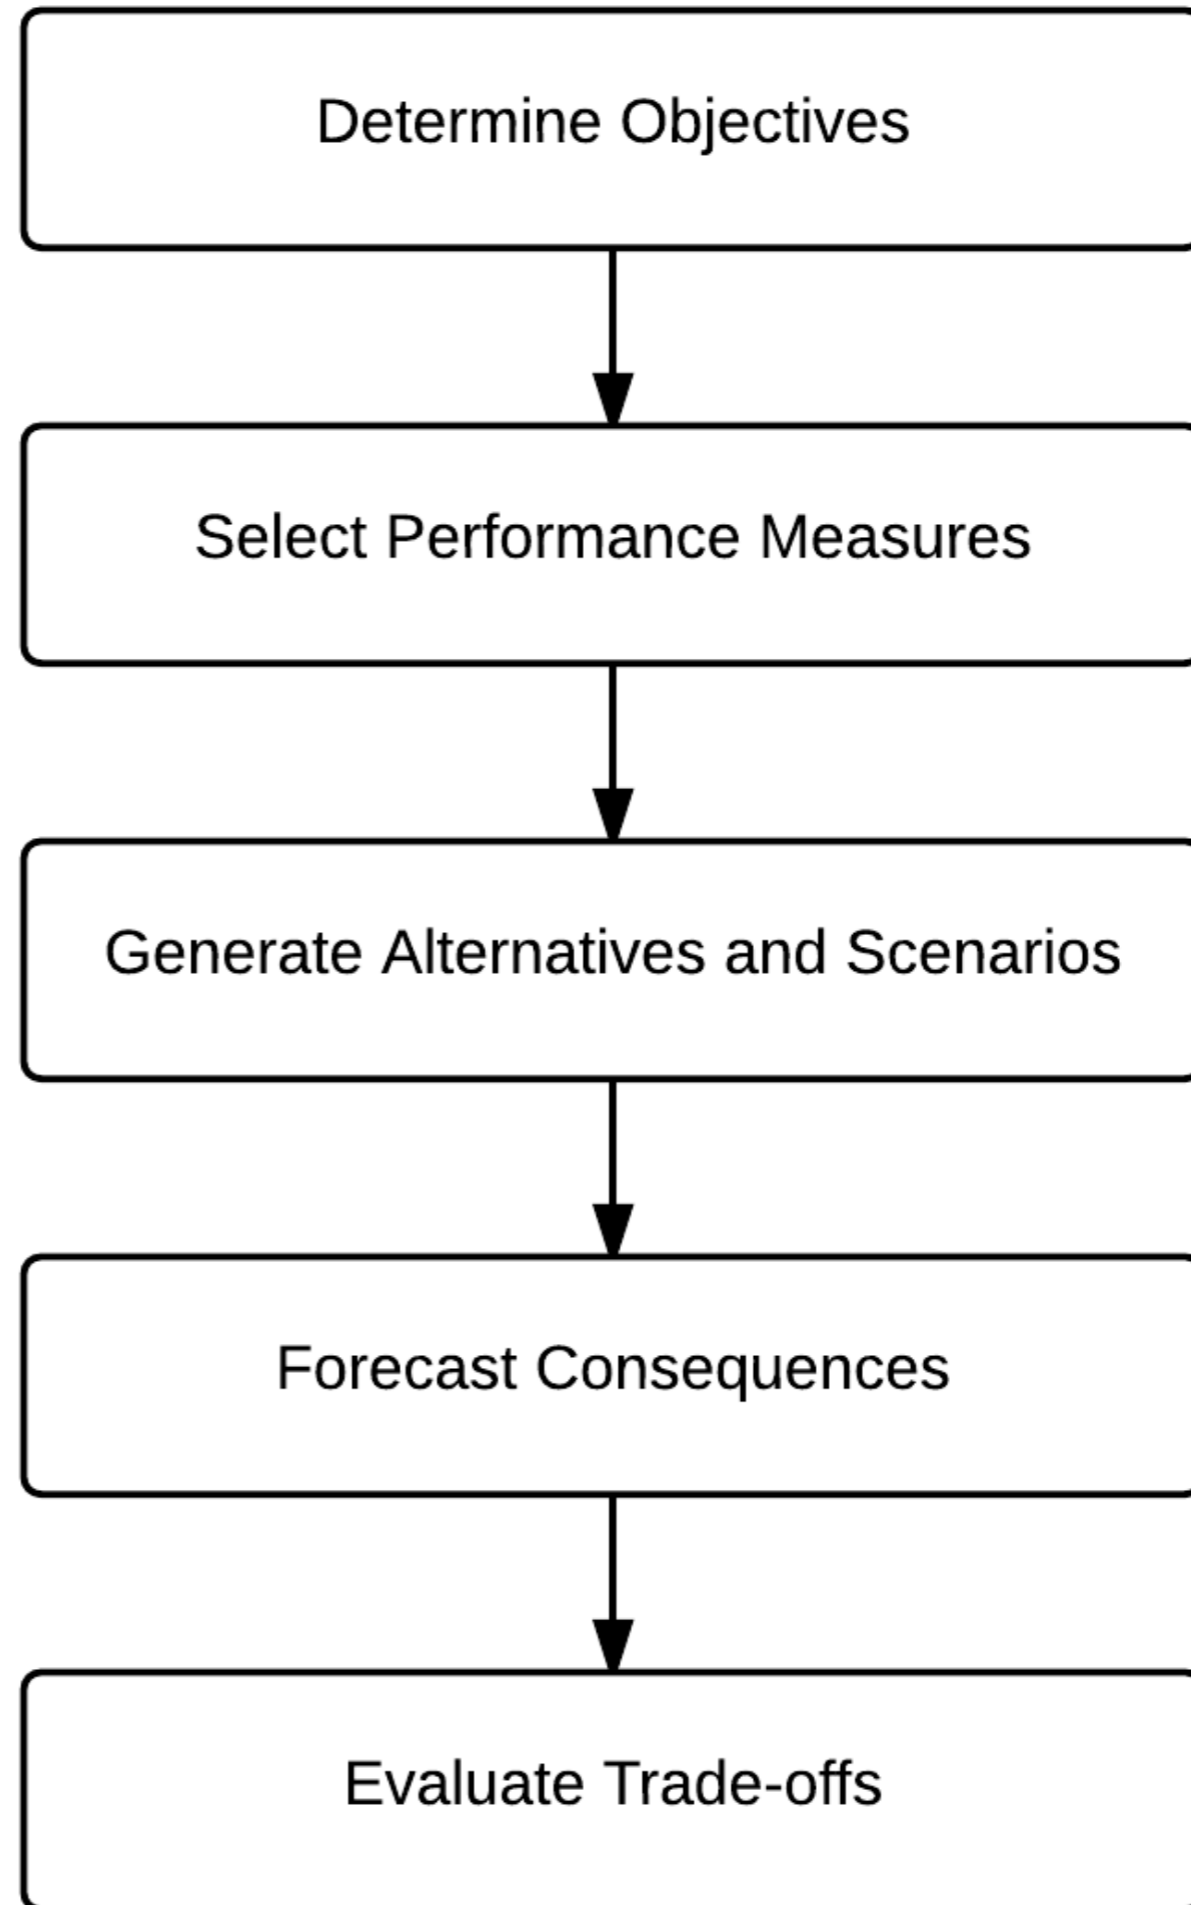 Determine Objectives
Select Performance Measures
Generate Alternatives and Scenarios
Forecast Consequences
Evaluate Trade-offs